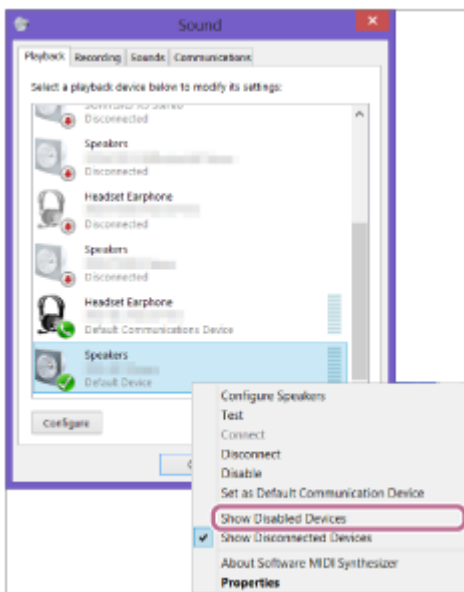 Sound
Playback Recording Sounds Communications
Select a playback device below to modify its settings:
Disconnected
Speakers
Disconnected
Headset Earphone
Disconnected
Speakers
Disconnected
Headset Earphone
Default Communications Device
Speakers
Default Device
Configure
Configure Speakers
Test
Connect
Disconnect
Disable
Set as Default Communication Device
Show Disabled Devices
Show Disconnected Devices
About Software MIDI Synthesizer
Properties